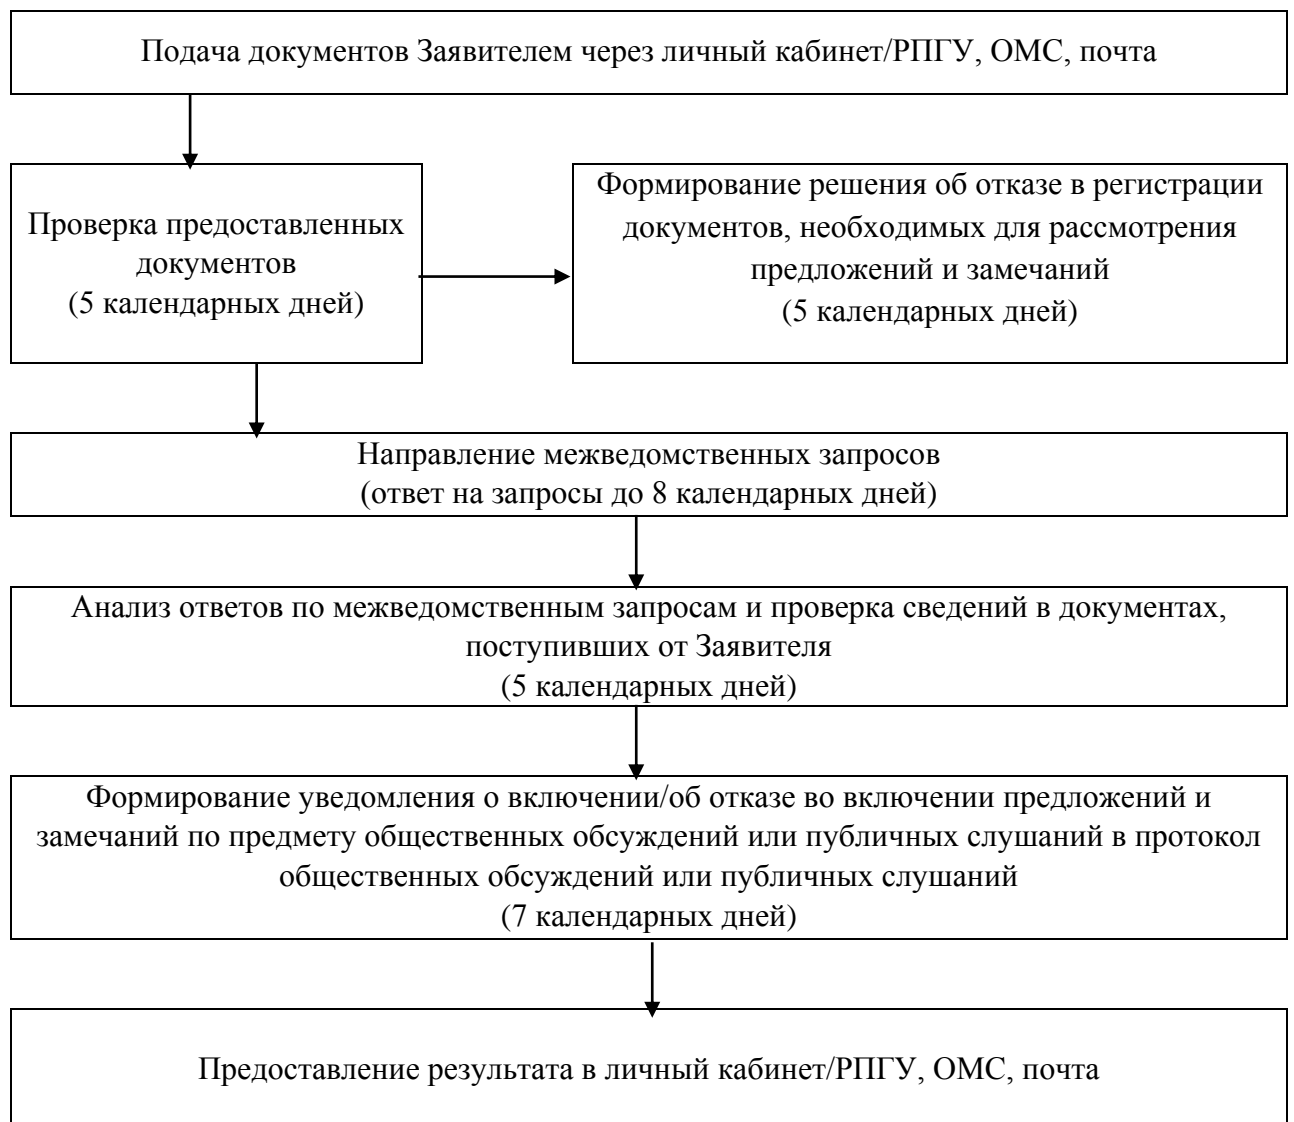 Подача документов Заявителем через личный кабинет/РПГУ, ОМС, почта
Проверка предоставленных
документов
(5 календарных дней)
Формирование решения об отказе в регистрации
документов, необходимых для рассмотрения
предложений и замечаний
(5 календарных дней)
Направление межведомственных запросов
(ответ на запросы до 8 календарных дней)
Анализ ответов по межведомственным запросам и проверка сведений в документах,
поступивших от Заявителя
(5 календарных дней)
Формирование уведомления о включении/об отказе во включении предложений и
замечаний по предмету общественных обсуждений или публичных слушаний в протокол
общественных обсуждений или публичных слушаний
(7 календарных дней)
Предоставление результата в личный кабинет/РПГУ, ОМС, почта